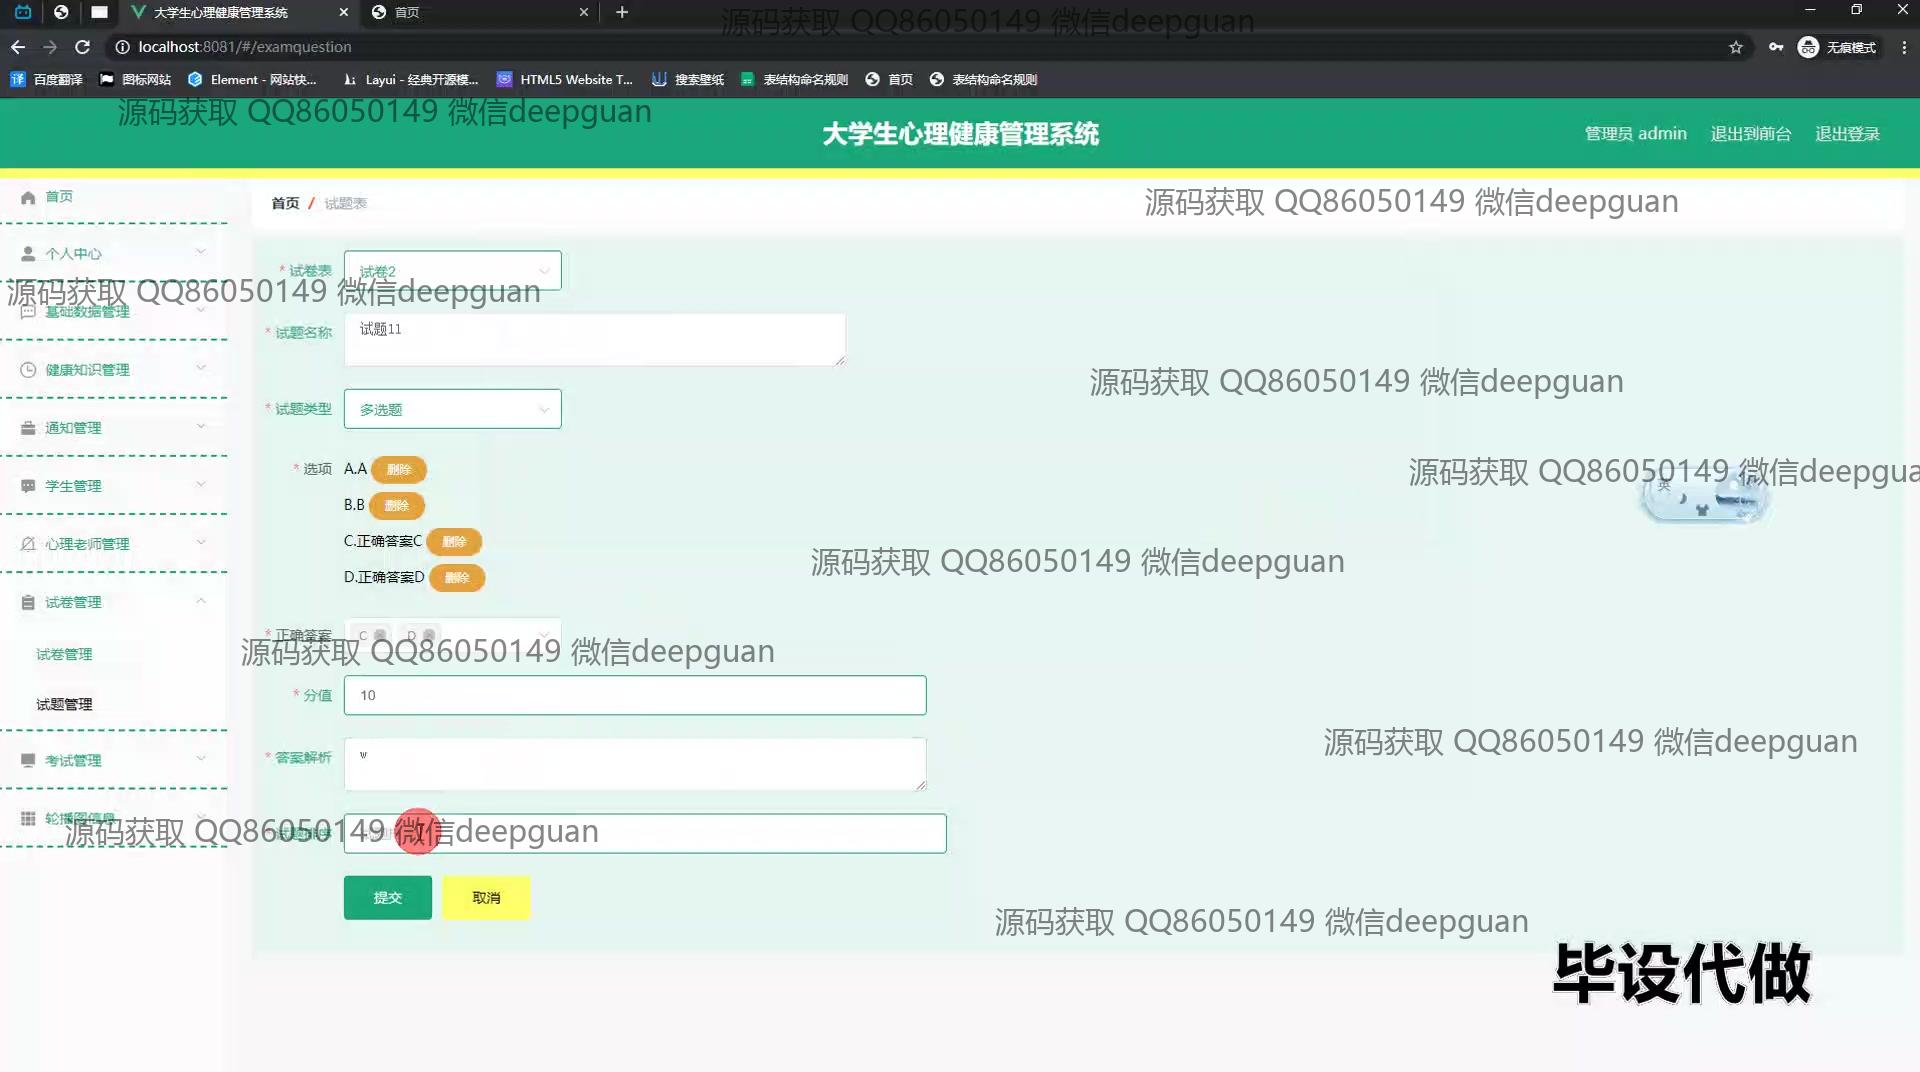 大学生心理健康管理系统
首页
源码获取 QQ86050149 微信deepguan
localhost:8081/#/examquestion
无痕模式
百度翻译
图标网站
Element - 网站快...
Layui - 经典开源模...
HTML5 Website T...
搜索壁纸
表结构命名规则
首页
表结构命名规则
源码获取 QQ86050149 微信deepguan
大学生心理健康管理系统
管理员 admin
退出到前台
退出登录
首页
首页 / 试题表
源码获取 QQ86050149 微信deepguan
个人中心
* 试卷表 试卷2
源码获取 QQ86050149 微信deepguan
基础数据管理
* 试题名称 试题11
健康知识管理
源码获取 QQ86050149 微信deepguan
* 试题类型 多选题
通知管理
* 选项 A.A 删除
源码获取 QQ86050149 微信deepgua
英
学生管理
B.B 删除
心理老师管理
C.正确答案C 删除
源码获取 QQ86050149 微信deepguan
D.正确答案D 删除
试卷管理
* 正确答案 C D
源码获取 QQ86050149 微信deepguan
试卷管理
* 分值 10
试题管理
源码获取 QQ86050149 微信deepguan
考试管理
* 答案解析 w
轮播图信息
源码获取 QQ86050149 微信deepguan
提交
取消
源码获取 QQ86050149 微信deepguan
毕设代做